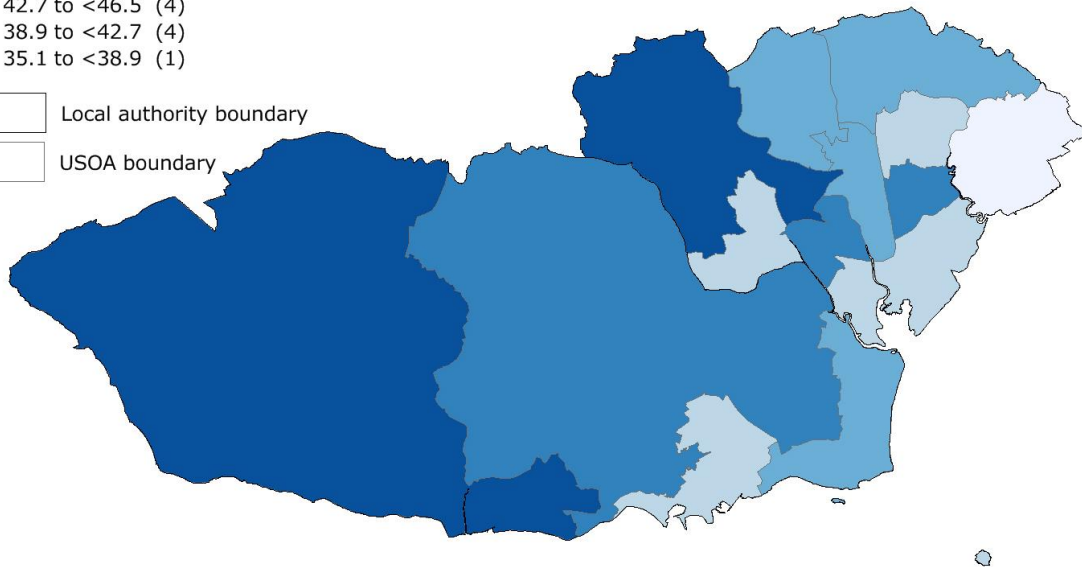 42.7 to <46.5 (4)
38.9 to <42.7 (4)
35.1 to <38.9 (1)
Local authority boundary
USOA boundary